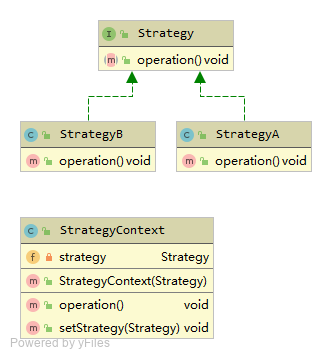 I Strategy
m operation() void
C StrategyB
m operation() void
C StrategyA
m operation() void
C StrategyContext
f strategy Strategy
m StrategyContext(Strategy)
m operation() void
m setStrategy(Strategy) void
Powered by yFiles